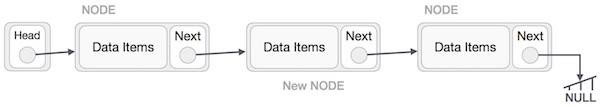 NODE
NODE
Head
Data Items
Next
Data Items
Next
Data Items
Next
New NODE
NULL